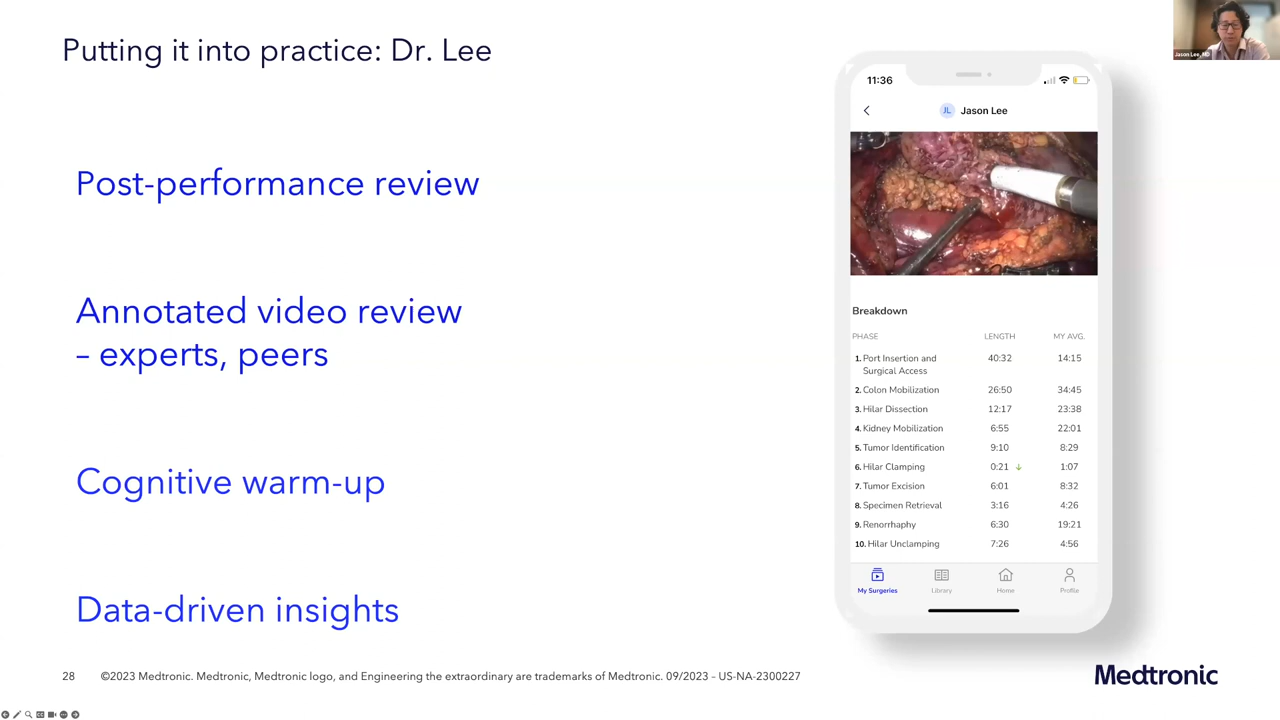 Putting it into practice: Dr. Lee
Jason Lee, MD
Post-performance review
Annotated video review
– experts, peers
Cognitive warm-up
Data-driven insights
11:36
JL Jason Lee
Breakdown
PHASE LENGTH MY AVG.
1. Port Insertion and Surgical Access 40:32 14:15
2. Colon Mobilization 26:50 34:45
3. Hilar Dissection 12:17 23:38
4. Kidney Mobilization 6:55 22:01
5. Tumor Identification 9:10 8:29
6. Hilar Clamping 0:21 ↓ 1:07
7. Tumor Excision 6:01 8:32
8. Specimen Retrieval 3:16 4:26
9. Renorrhaphy 6:30 19:21
10. Hilar Unclamping 7:26 4:56
My Surgeries Library Home Profile
28 ©2023 Medtronic. Medtronic, Medtronic logo, and Engineering the extraordinary are trademarks of Medtronic. 09/2023 – US-NA-2300227
Medtronic